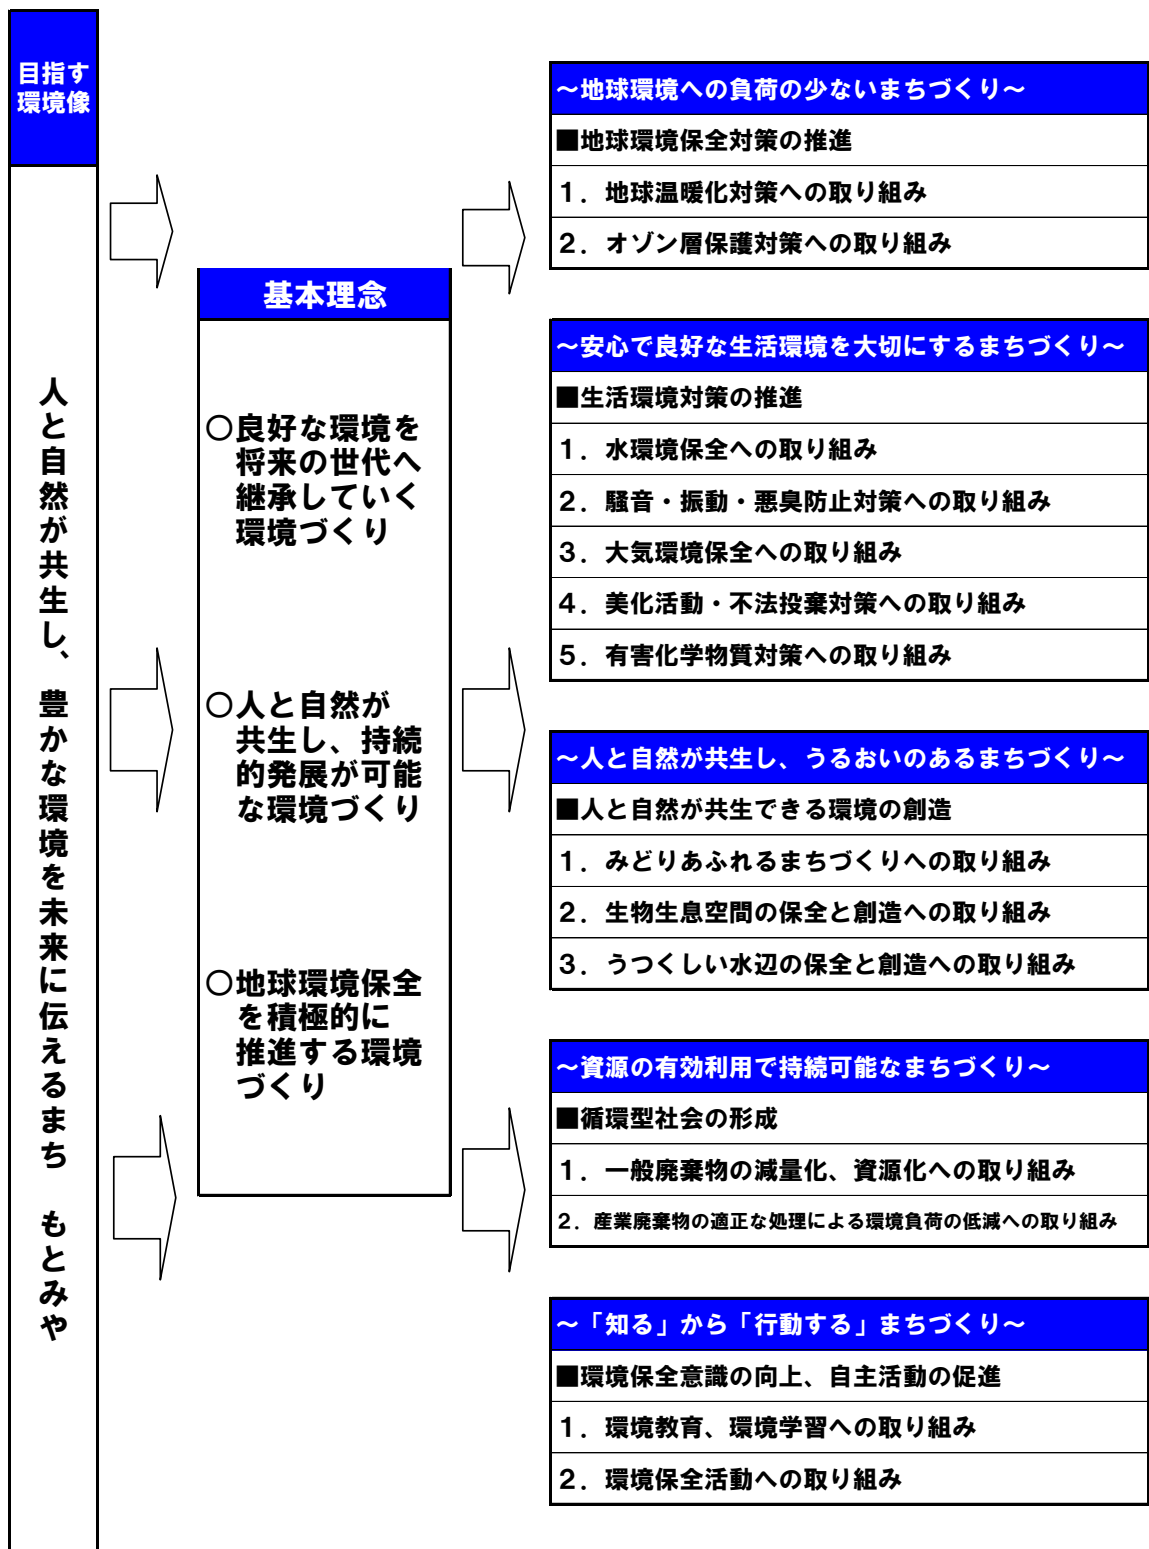 目指す
環境像
人と自然が共生し、豊かな環境を未来に伝えるまち　もとみや
基本理念
○良好な環境を
将来の世代へ
継承していく
環境づくり
○人と自然が
共生し、持続
的発展が可能
な環境づくり
○地球環境保全
を積極的に
推進する環境
づくり
～地球環境への負荷の少ないまちづくり～
■地球環境保全対策の推進
１．地球温暖化対策への取り組み
２．オゾン層保護対策への取り組み
～安心で良好な生活環境を大切にするまちづくり～
■生活環境対策の推進
１．水環境保全への取り組み
２．騒音・振動・悪臭防止対策への取り組み
３．大気環境保全への取り組み
４．美化活動・不法投棄対策への取り組み
５．有害化学物質対策への取り組み
～人と自然が共生し、うるおいのあるまちづくり～
■人と自然が共生できる環境の創造
１．みどりあふれるまちづくりへの取り組み
２．生物生息空間の保全と創造への取り組み
３．うつくしい水辺の保全と創造への取り組み
～資源の有効利用で持続可能なまちづくり～
■循環型社会の形成
１．一般廃棄物の減量化、資源化への取り組み
２．産業廃棄物の適正な処理による環境負荷の低減への取り組み
～「知る」から「行動する」まちづくり～
■環境保全意識の向上、自主活動の促進
１．環境教育、環境学習への取り組み
２．環境保全活動への取り組み